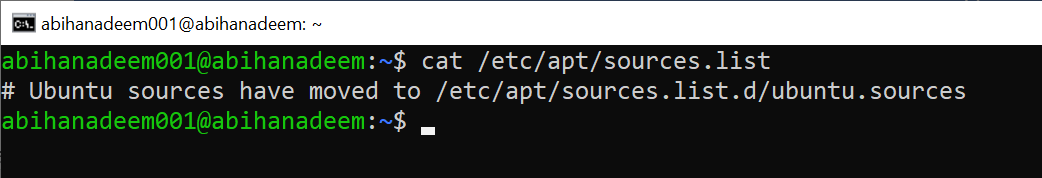 abihanadeem001@abihanadeem: ~
abihanadeem001@abihanadeem:~$ cat /etc/apt/sources.list
# Ubuntu sources have moved to /etc/apt/sources.list.d/ubuntu.sources
abihanadeem001@abihanadeem:~$